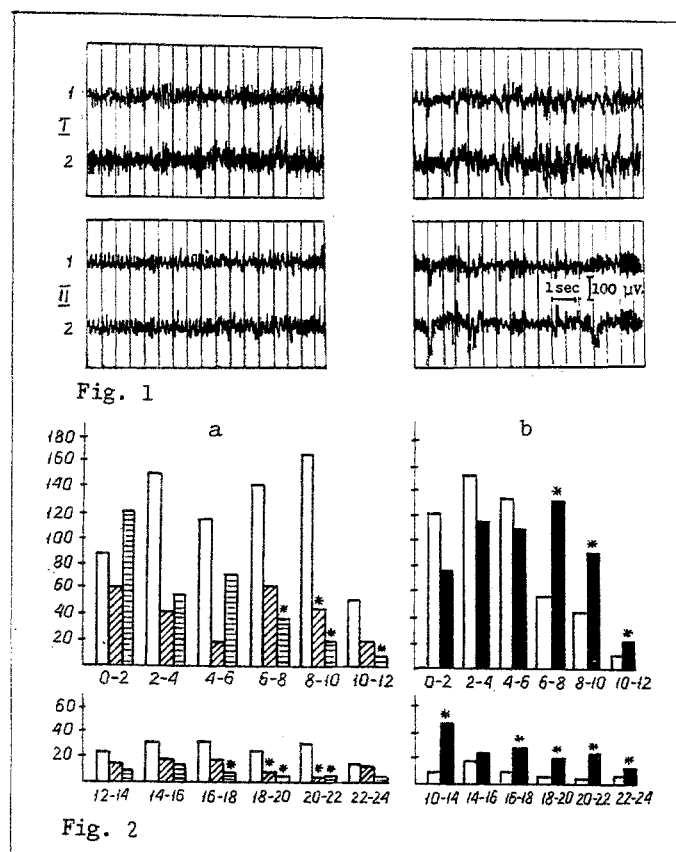 1
I
2
1
II
2
1sec 100 μv.
Fig. 1
a b
180
160
140
120
100
80
60
40
20
* * * * *
* * *
0-2 2-4 4-6 6-8 8-10 10-12
0-2 2-4 4-6 6-8 8-10 10-12
60
40
20
* * * * *
* * * * *
12-14 14-16 16-18 18-20 20-22 22-24
10-14 14-16 16-18 18-20 20-22 22-24
Fig. 2